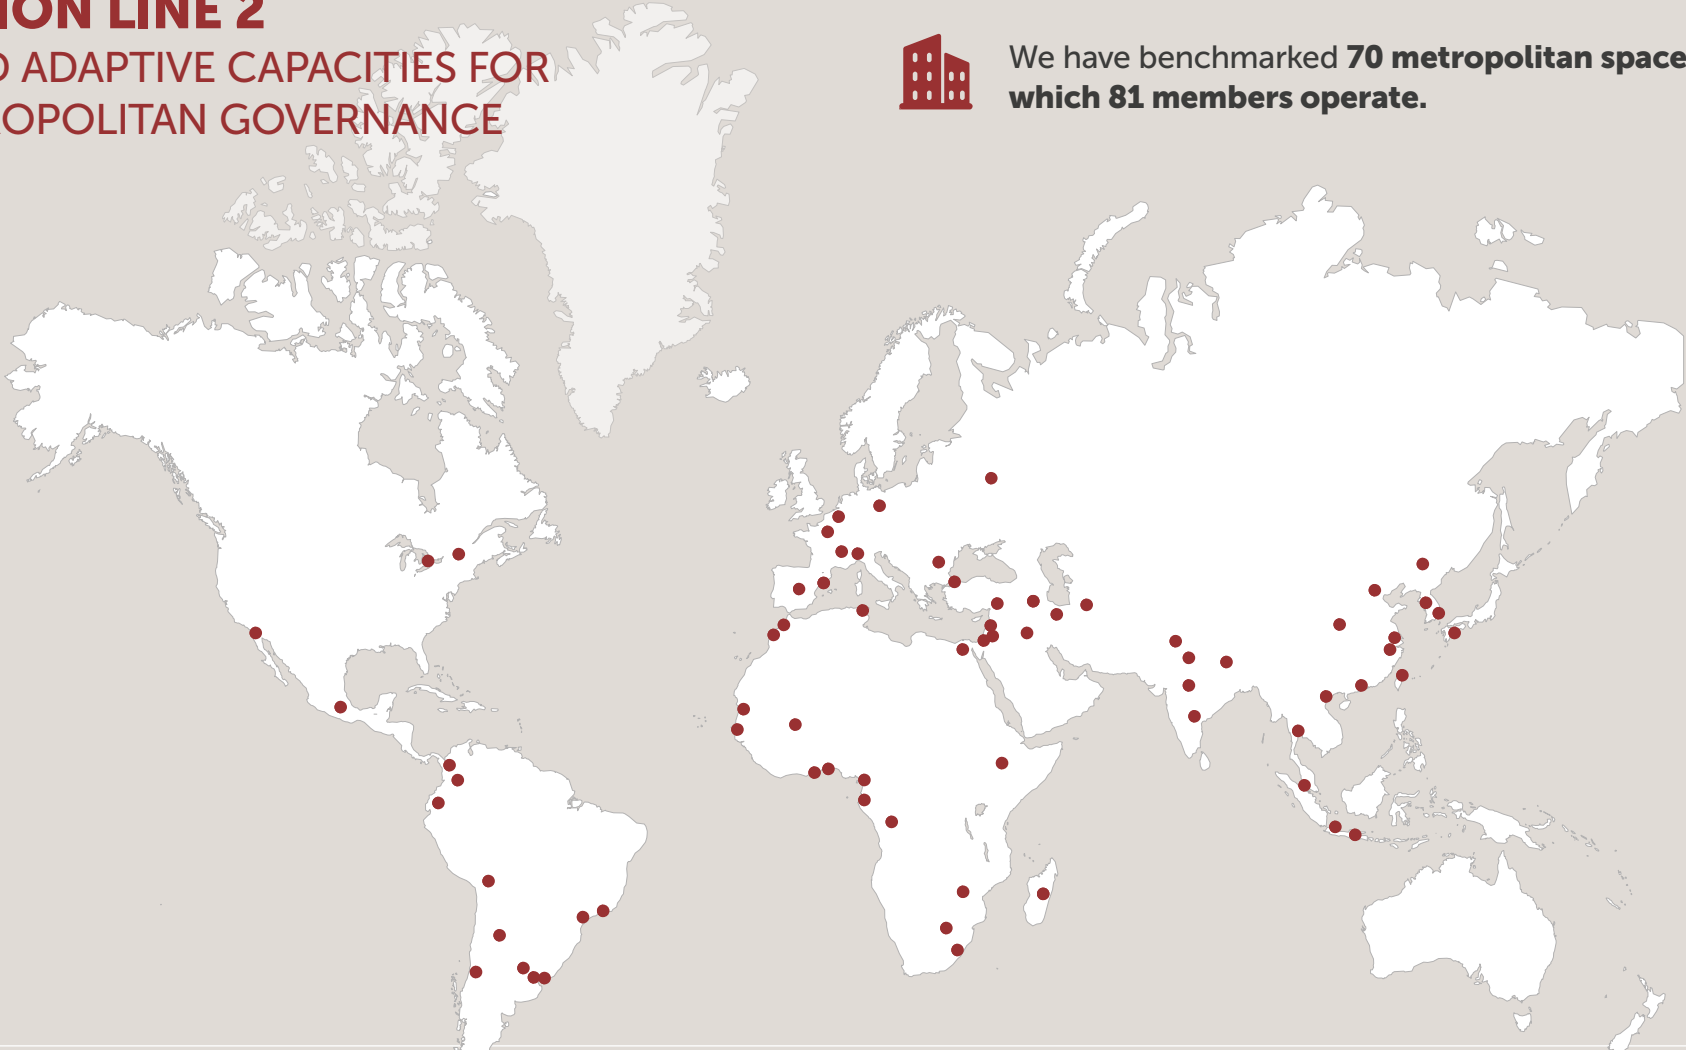 ION LINE 2
ADAPTIVE CAPACITIES FOR
OPOLITAN GOVERNANCE
We have benchmarked 70 metropolitan space
which 81 members operate.